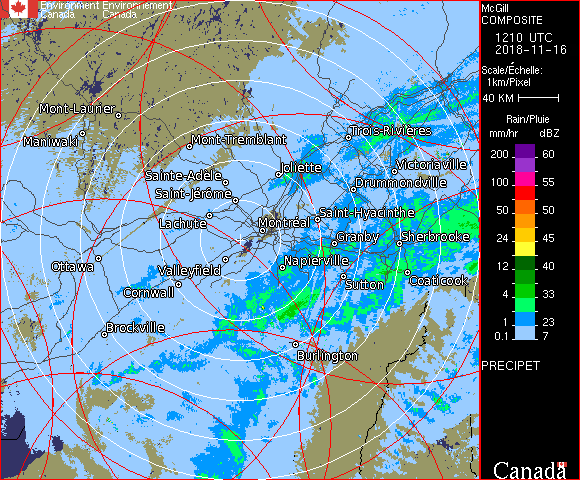 Environment Environnement
Canada Canada
McGill
COMPOSITE
1210 UTC
2018-11-16
Scale/Échelle:
1km/Pixel
40 KM
Rain/Pluie
mm/hr dBZ
200 60
100 55
50 50
24 45
12 40
4 33
1 23
0.1 7
PRECIPET
Canada
Mont-Laurier
Maniwaki
Mont-Tremblant
Trois-Rivières
Joliette
Victoriaville
Sainte-Adèle
Drummondville
Saint-Jérôme
Lachute
Montréal
Saint-Hyacinthe
Granby
Sherbrooke
Ottawa
Valleyfield
Napierville
Cornwall
Sutton
Coaticook
Brockville
Burlington